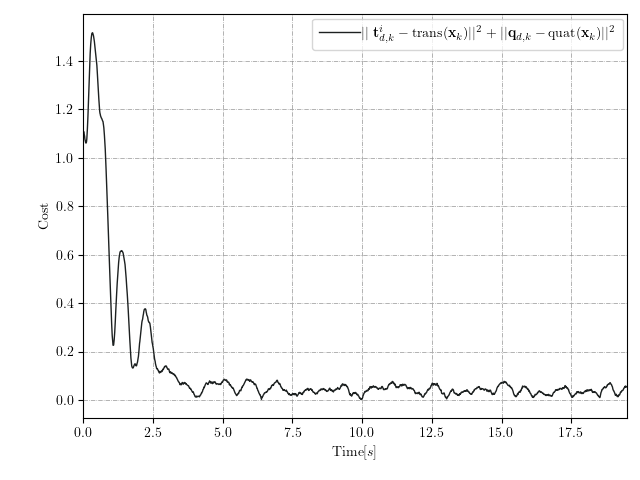 || t^i_{d,k} − trans(x_k)||^2 + ||q_{d,k} − quat(x_k)||^2
1.4
1.2
1.0
0.8
0.6
0.4
0.2
0.0
Cost
0.0 2.5 5.0 7.5 10.0 12.5 15.0 17.5
Time[s]